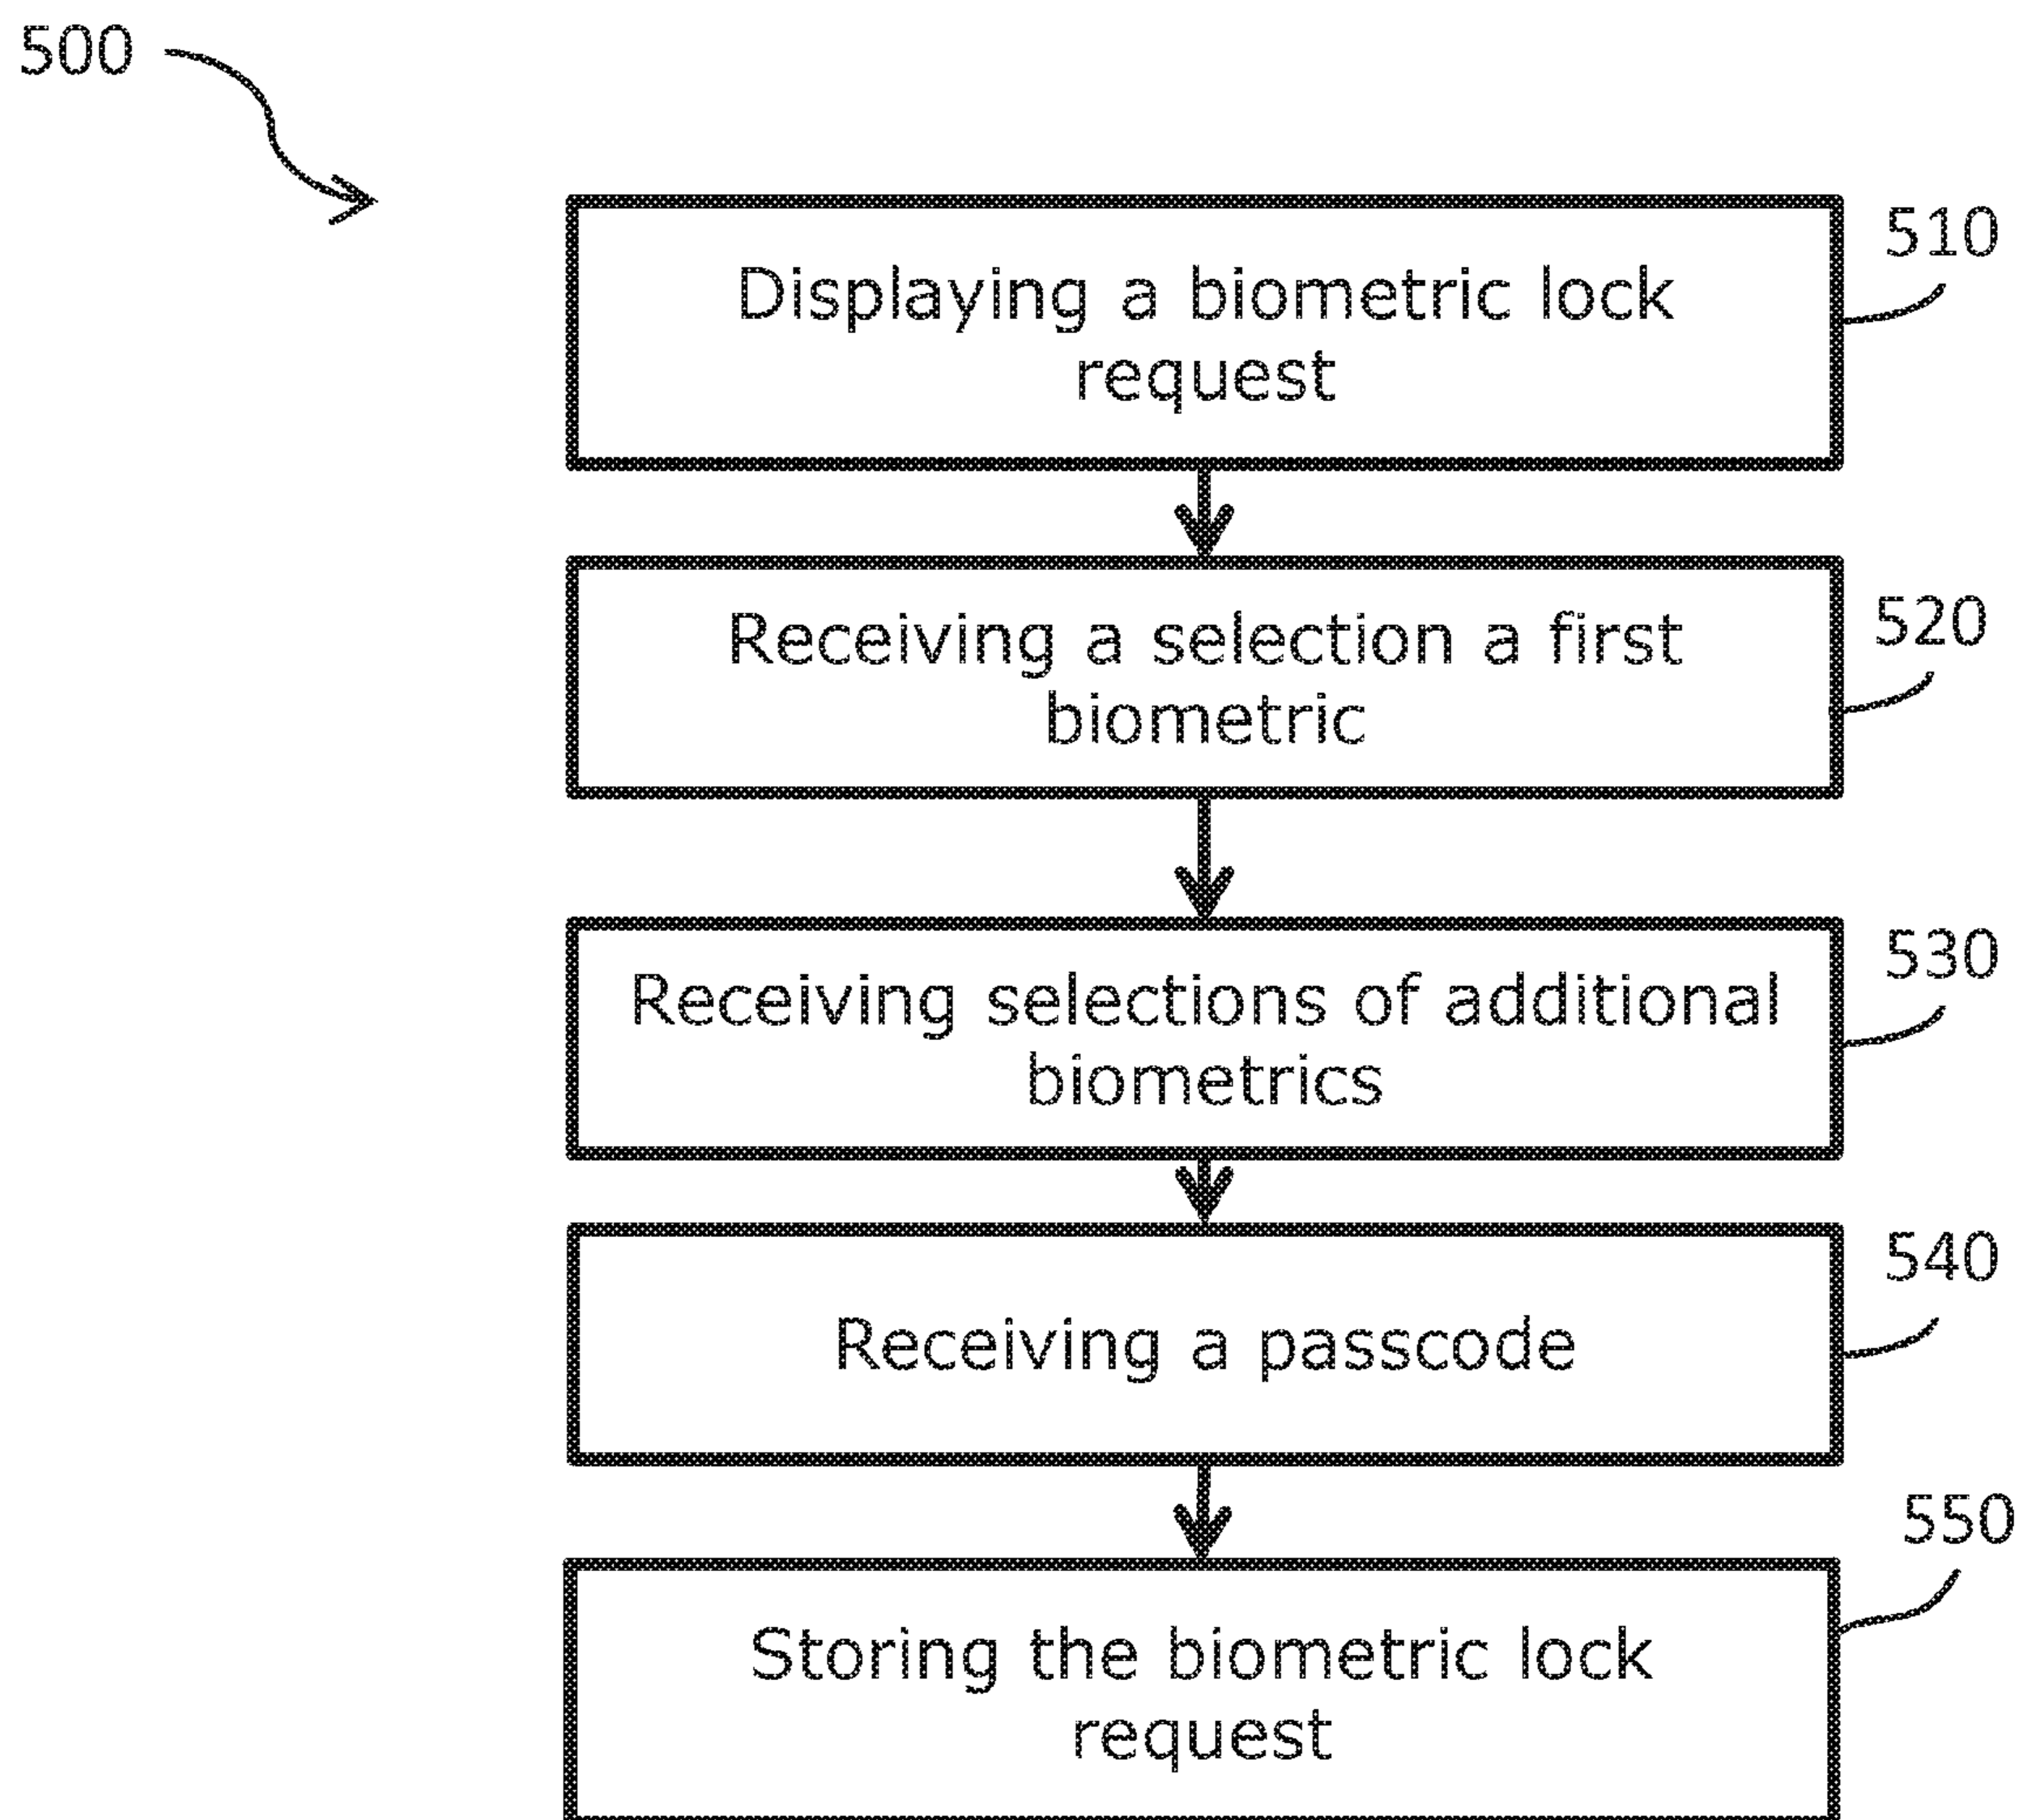 500
510
Displaying a biometric lock
request
520
Receiving a selection a first
biometric
530
Receiving selections of additional
biometrics
540
Receiving a passcode
550
Storing the biometric lock
request